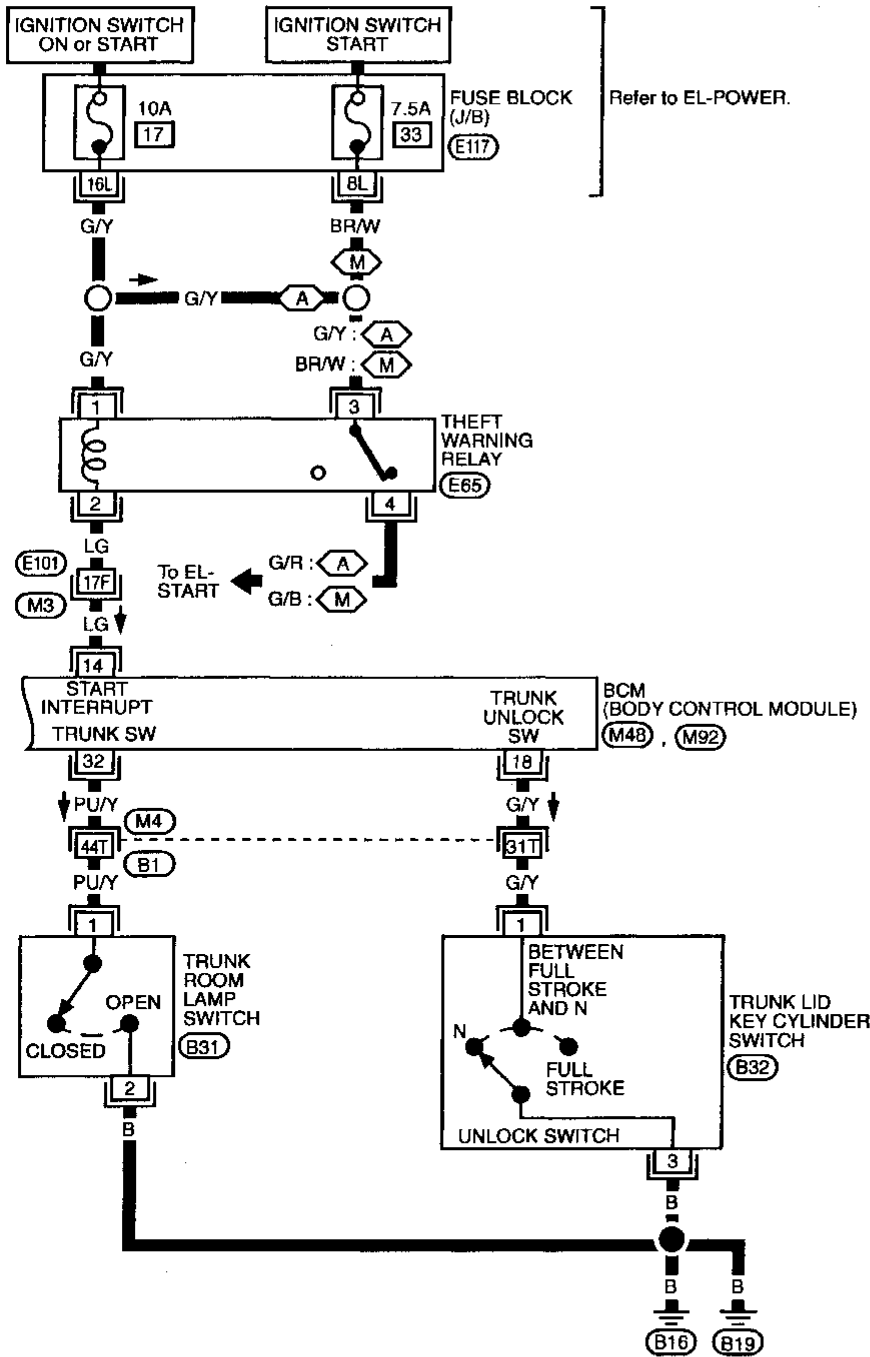 IGNITION SWITCH
ON or START
IGNITION SWITCH
START
10A
17
7.5A
33
FUSE BLOCK
(J/B)
E117
Refer to EL-POWER.
16L
8L
G/Y
BR/W
M
G/Y
A
G/Y : A
BR/W : M
G/Y
1
3
THEFT
WARNING
RELAY
E65
2
4
LG
E101
17F
M3
LG
To EL-
START
G/R : A
G/B : M
14
START
INTERRUPT
TRUNK SW
TRUNK
UNLOCK
SW
BCM
(BODY CONTROL MODULE)
M48 , M92
32
18
PU/Y
G/Y
M4
44T
31T
B1
PU/Y
G/Y
1
1
OPEN
CLOSED
TRUNK
ROOM
LAMP
SWITCH
B31
BETWEEN
FULL
STROKE
AND N
N
FULL
STROKE
UNLOCK SWITCH
TRUNK LID
KEY CYLINDER
SWITCH
B32
2
3
B
B
B
B
B16
B19